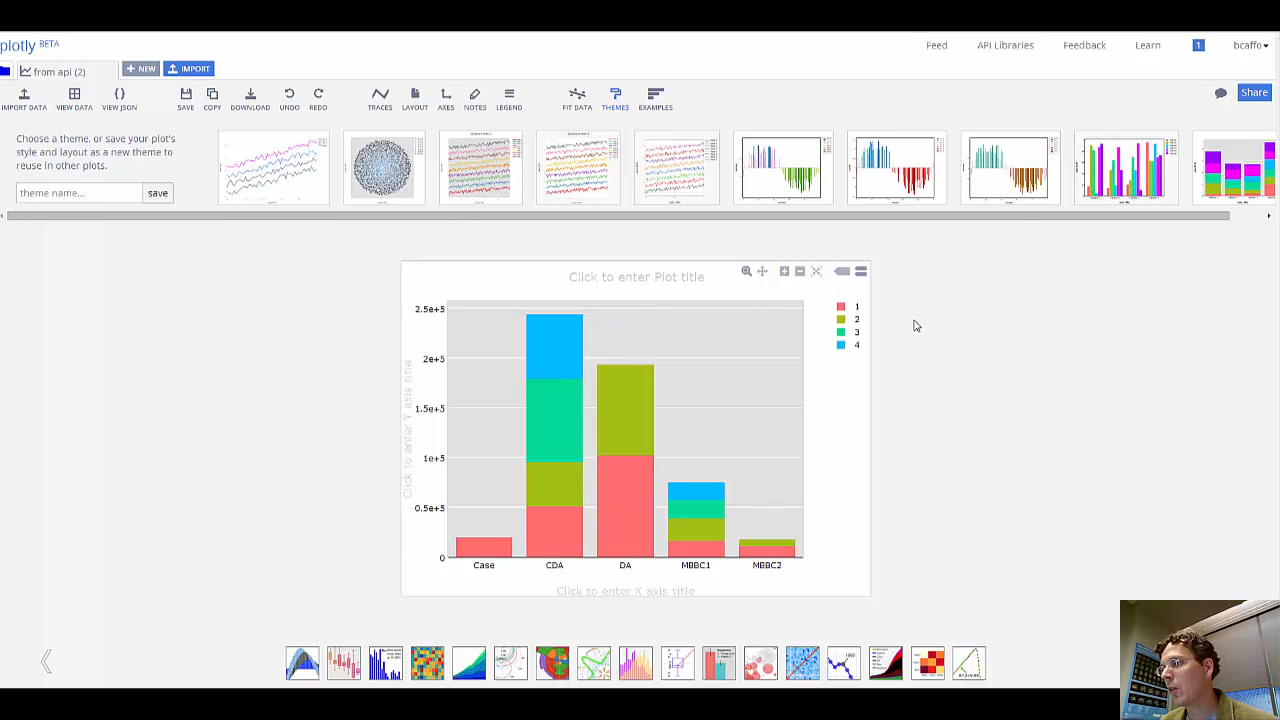 plotly BETA
Feed API Libraries Feedback Learn 1 bcaffo
from api (2) + NEW IMPORT
IMPORT DATA VIEW DATA VIEW JSON SAVE COPY DOWNLOAD UNDO REDO TRACES LAYOUT AXES NOTES LEGEND FIT DATA THEMES EXAMPLES Share
Choose a theme, or save your plot's
style and layout as a new theme to
reuse in other plots.
theme name... save
Click to enter Plot title
2.5e+5
2e+5
1.5e+5
1e+5
0.5e+5
0
Click to enter Y axis title
1
2
3
4
Case CDA DA MBBC1 MBBC2
Click to enter X axis title